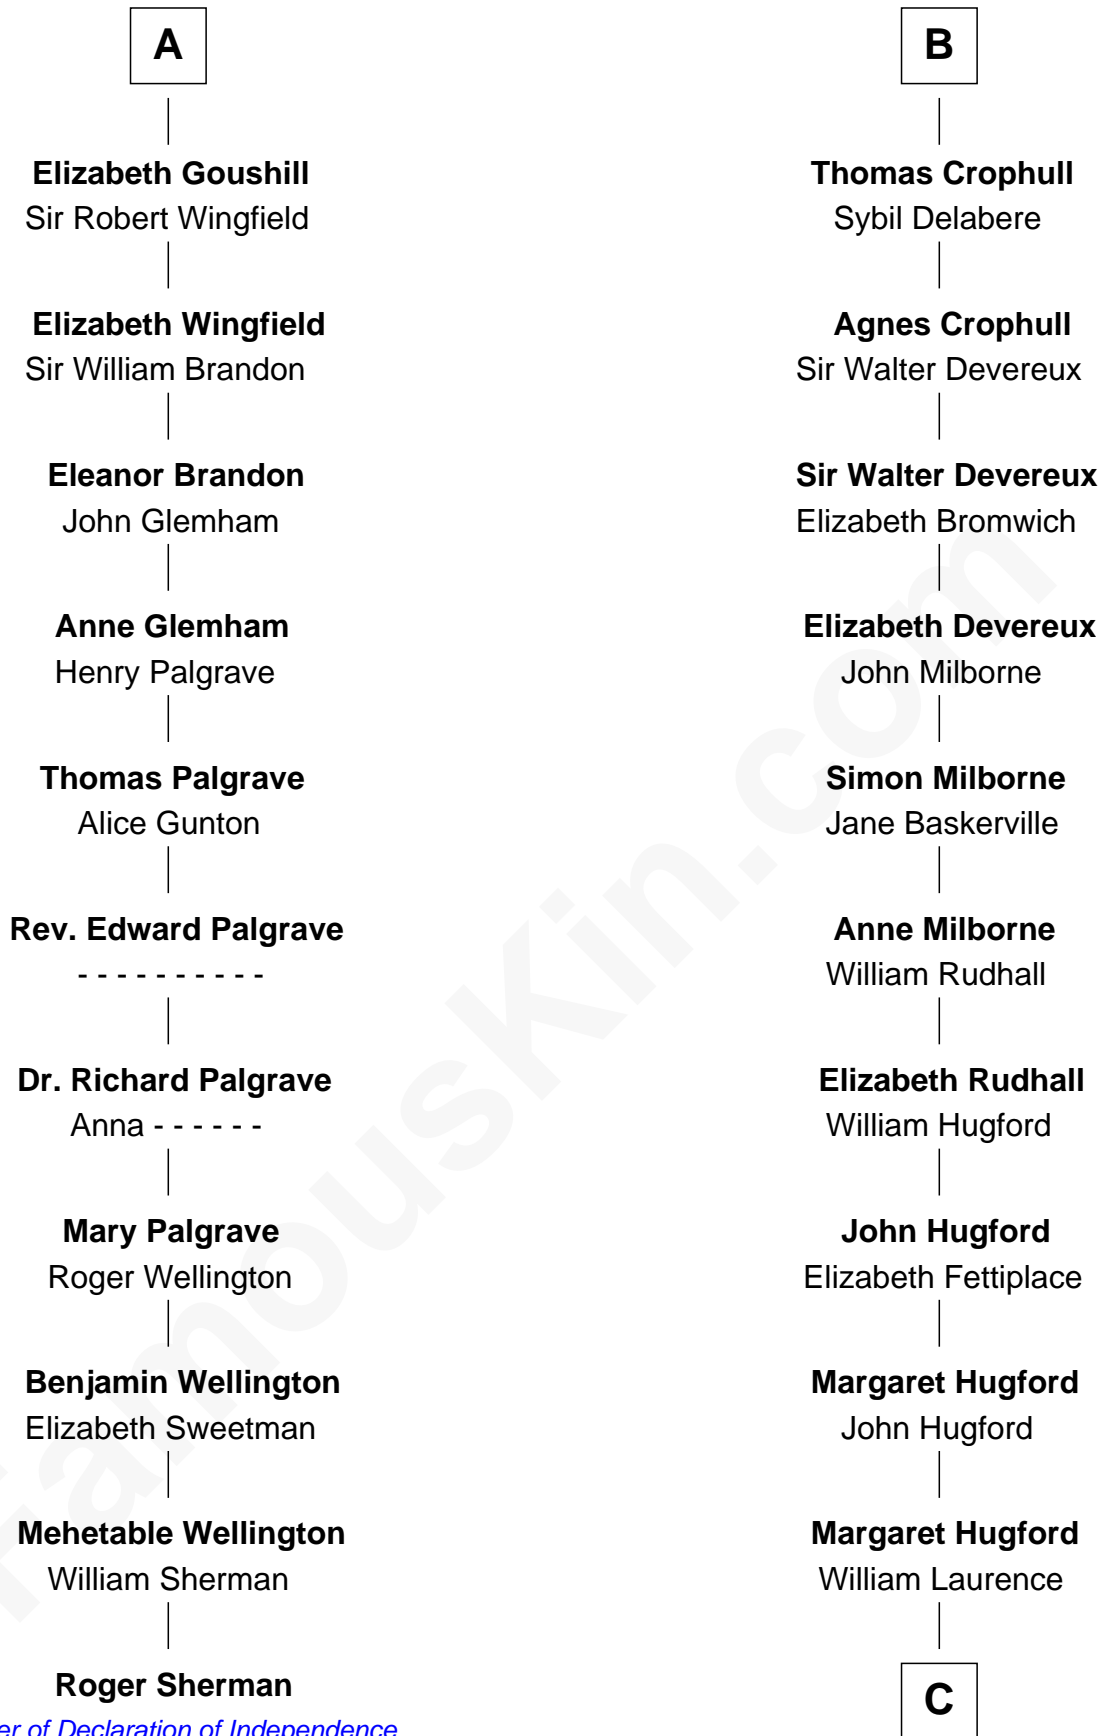 A
Elizabeth Goushill
Sir Robert Wingfield
Elizabeth Wingfield
Sir William Brandon
Eleanor Brandon
John Glemham
Anne Glemham
Henry Palgrave
Thomas Palgrave
Alice Gunton
Rev. Edward Palgrave
- - - - - - - - - -
Dr. Richard Palgrave
Anna - - - - - -
Mary Palgrave
Roger Wellington
Benjamin Wellington
Elizabeth Sweetman
Mehetable Wellington
William Sherman
Roger Sherman
er of Declaration of Independence
B
Thomas Crophull
Sybil Delabere
Agnes Crophull
Sir Walter Devereux
Sir Walter Devereux
Elizabeth Bromwich
Elizabeth Devereux
John Milborne
Simon Milborne
Jane Baskerville
Anne Milborne
William Rudhall
Elizabeth Rudhall
William Hugford
John Hugford
Elizabeth Fettiplace
Margaret Hugford
John Hugford
Margaret Hugford
William Laurence
C
FamousKin.com